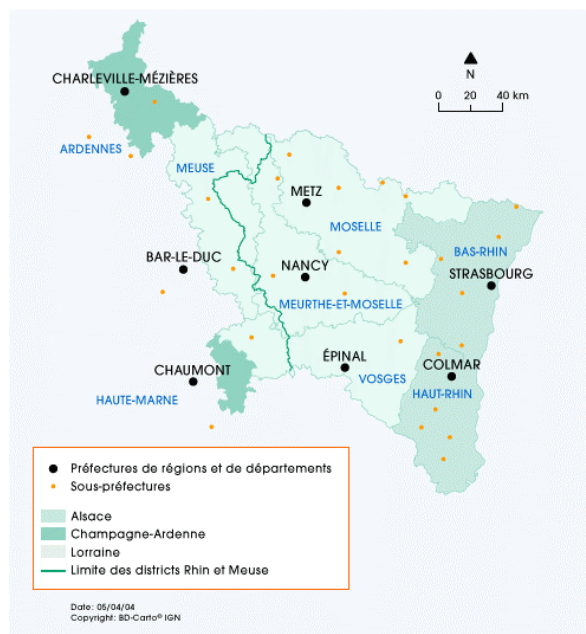 CHARLEVILLE-MÉZIÈRES
N
0 20 40 km
ARDENNES
MEUSE
METZ
MOSELLE
BAS-RHIN
BAR-LE-DUC
NANCY
STRASBOURG
MEURTHE-ET-MOSELLE
ÉPINAL
CHAUMONT
COLMAR
VOSGES
HAUTE-MARNE
HAUT-RHIN
Préfectures de régions et de départements
Sous-préfectures
Alsace
Champagne-Ardenne
Lorraine
Limite des districts Rhin et Meuse
Date: 05/04/04
Copyright: BD-Carto© IGN